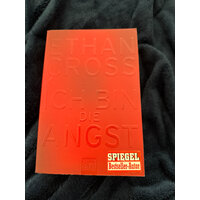 ETHAN
CROSS
ICH BIN
DIE
ANGST
SPIEGEL
Bestseller-Autor